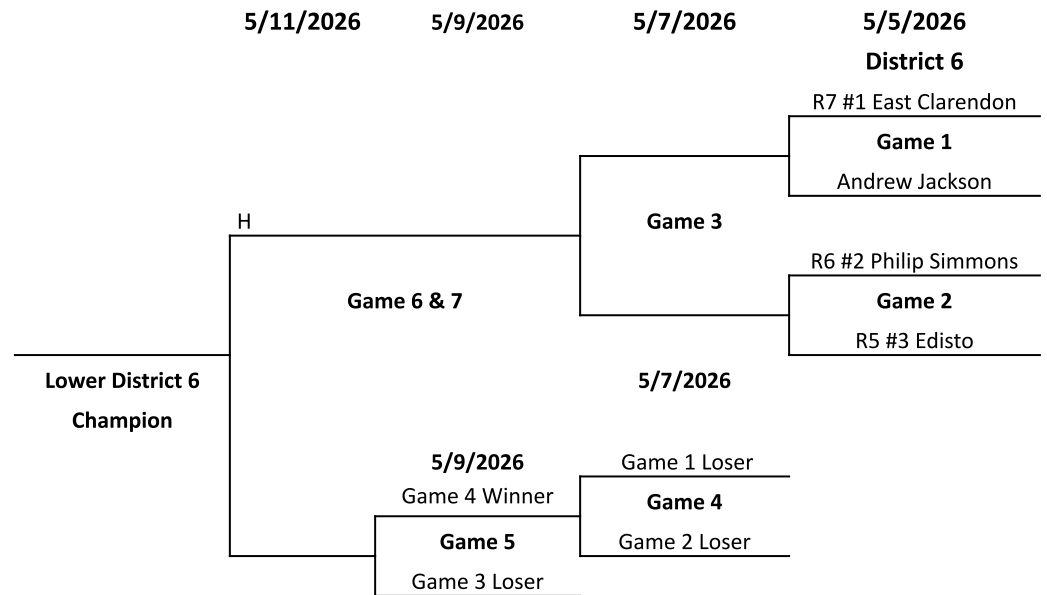 5/11/2026 5/9/2026 5/7/2026 5/5/2026
District 6
R7 #1 East Clarendon
Game 1
Andrew Jackson
H
Game 3
R6 #2 Philip Simmons
Game 6 & 7
Game 2
R5 #3 Edisto
Lower District 6
Champion
5/7/2026
5/9/2026
Game 1 Loser
Game 4 Winner
Game 4
Game 5
Game 2 Loser
Game 3 Loser